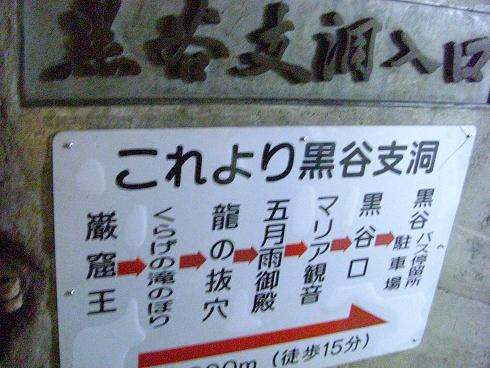 黒谷支洞入口
これより黒谷支洞
巌窟王
くらげの滝のぼり
龍の抜穴
五月雨御殿
マリア観音
黒谷口
黒谷バス停留所へ
駐車場
00m (徒歩15分)